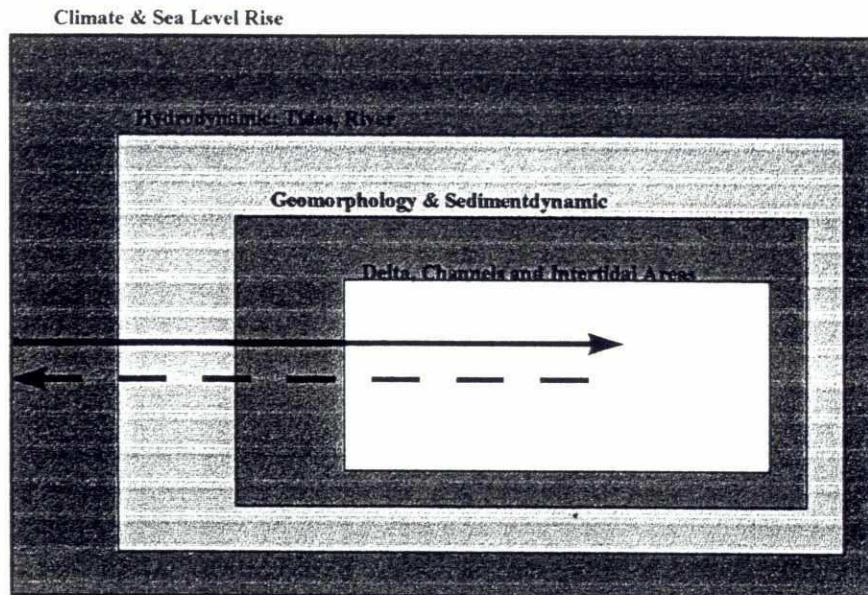 Climate & Sea Level Rise
Hydrodynamic: Tides, River
Geomorphology & Sedimentdynamic
Delta, Channels and Intertidal Areas